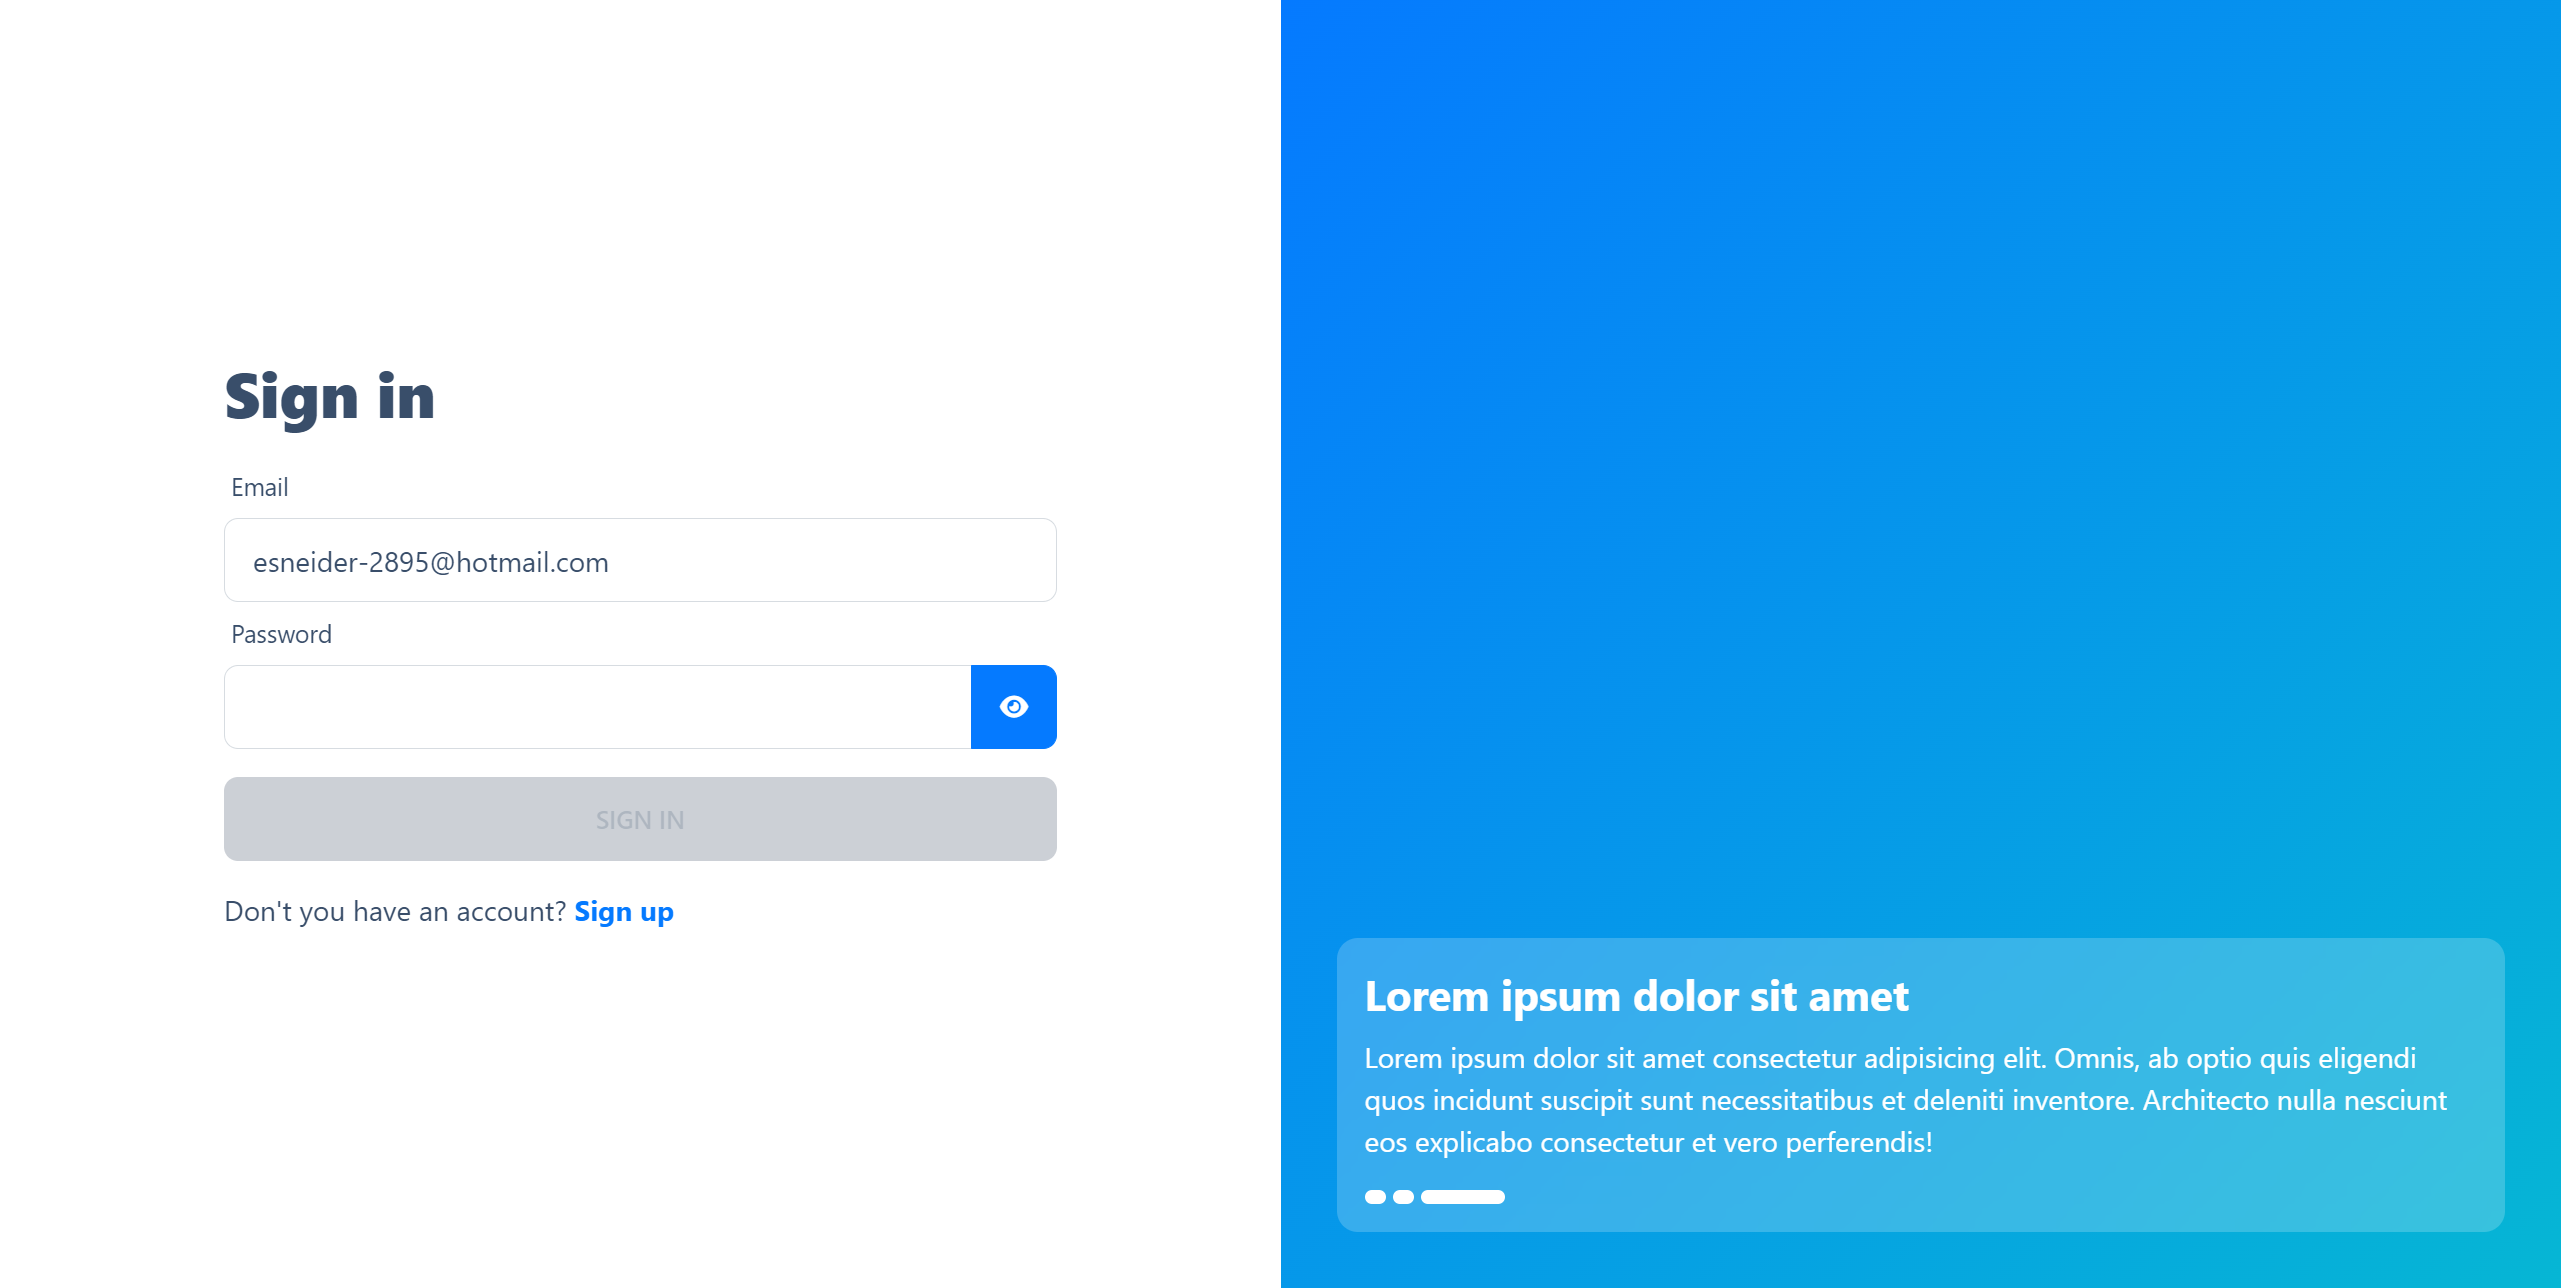 Sign in
Email
esneider-2895@hotmail.com
Password
SIGN IN
Don't you have an account? Sign up
Lorem ipsum dolor sit amet
Lorem ipsum dolor sit amet consectetur adipisicing elit. Omnis, ab optio quis eligendi
quos incidunt suscipit sunt necessitatibus et deleniti inventore. Architecto nulla nesciunt
eos explicabo consectetur et vero perferendis!